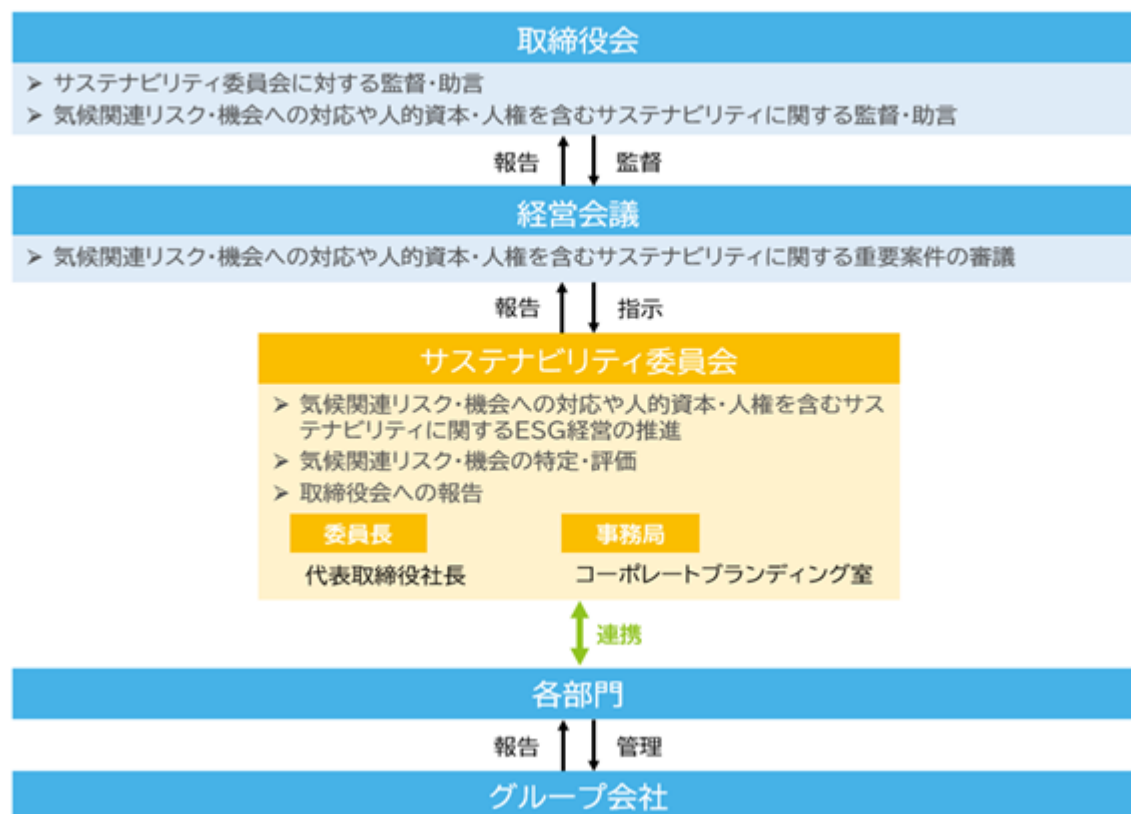 取締役会
➤ サステナビリティ委員会に対する監督・助言
➤ 気候関連リスク・機会への対応や人的資本・人権を含むサステナビリティに関する監督・助言
報告 監督
経営会議
➤ 気候関連リスク・機会への対応や人的資本・人権を含むサステナビリティに関する重要案件の審議
報告 指示
サステナビリティ委員会
➤ 気候関連リスク・機会への対応や人的資本・人権を含むサス
テナビリティに関するESG経営の推進
➤ 気候関連リスク・機会の特定・評価
➤ 取締役会への報告
委員長 事務局
代表取締役社長 コーポレートブランディング室
連携
各部門
報告 管理
グループ会社